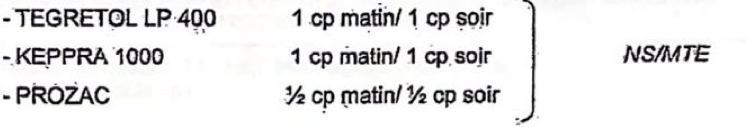 - TEGRETOL LP 400 1 cp matin/ 1 cp soir
- KEPPRA 1000 1 cp matin/ 1 cp soir NS/MTE
- PROZAC ½ cp matin/ ½ cp soir